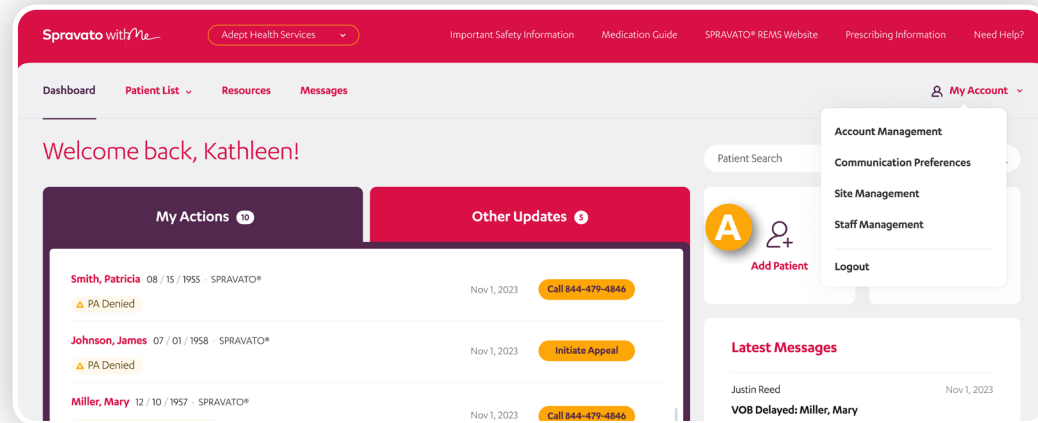 Spravato withMe
Adept Health Services
Important Safety Information
Medication Guide
SPRAVATO® REMS Website
Prescribing Information
Need Help?
Dashboard
Patient List
Resources
Messages
My Account
Account Management
Communication Preferences
Site Management
Staff Management
Logout
Welcome back, Kathleen!
Patient Search
My Actions 10
Other Updates 5
A
Add Patient
Smith, Patricia 08 / 15 / 1955 · SPRAVATO®
Nov 1, 2023
Call 844-479-4846
PA Denied
Johnson, James 07 / 01 / 1958 · SPRAVATO®
Nov 1, 2023
Initiate Appeal
PA Denied
Miller, Mary 12 / 10 / 1957 · SPRAVATO®
Nov 1, 2023
Call 844-479-4846
Latest Messages
Justin Reed
Nov 1, 2023
VOB Delayed: Miller, Mary